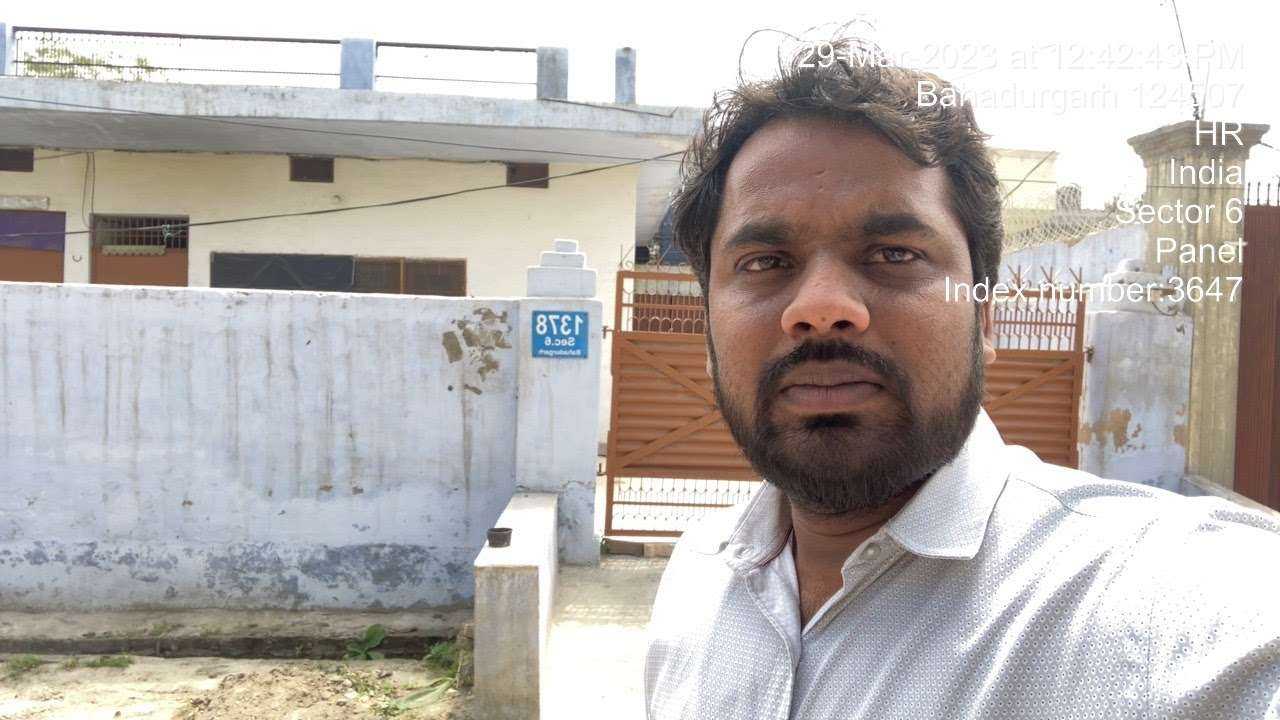 29-Mar-2023 at 12:42:43 PM
Bahadurgarh 124507
HR
India
Sector 6
Panel
Index number:3647
1378
Sec.6
Bahadurgarh